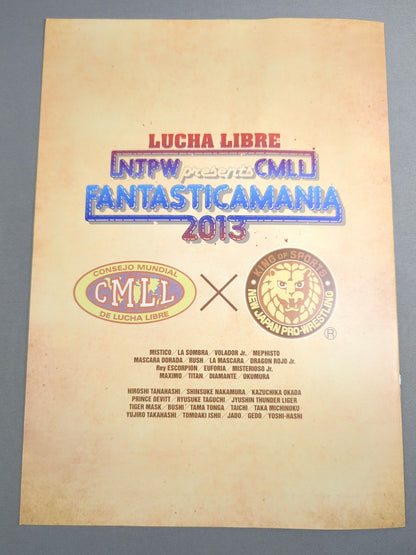 LUCHA LIBRE
NJPW presents CMLL
FANTASTICAMANIA
2013
CONSEJO MUNDIAL
CMLL
DE LUCHA LIBRE
×
KING OF SPORTS
NEW JAPAN PRO-WRESTLING
®
MISTICO / LA SOMBRA / VOLADOR Jr. / MEPHISTO
MASCARA DORADA / RUSH / LA MASCARA / DRAGON ROJO Jr.
Rey ESCORPIÓN / EUFORIA / MISTERIOSO Jr.
MAXIMO / TITAN / DIAMANTE / OKUMURA
HIROSHI TANAHASHI / SHINSUKE NAKAMURA / KAZUCHIKA OKADA
PRINCE DEVITT / RYUSUKE TAGUCHI / JYUSHIN THUNDER LIGER
TIGER MASK / BUSHI / TAMA TONGA / TAICHI / TAKA MICHINOKU
YUJIRO TAKAHASHI / TOMOAKI ISHII / JADO / GEDO / YOSHI-HASHI